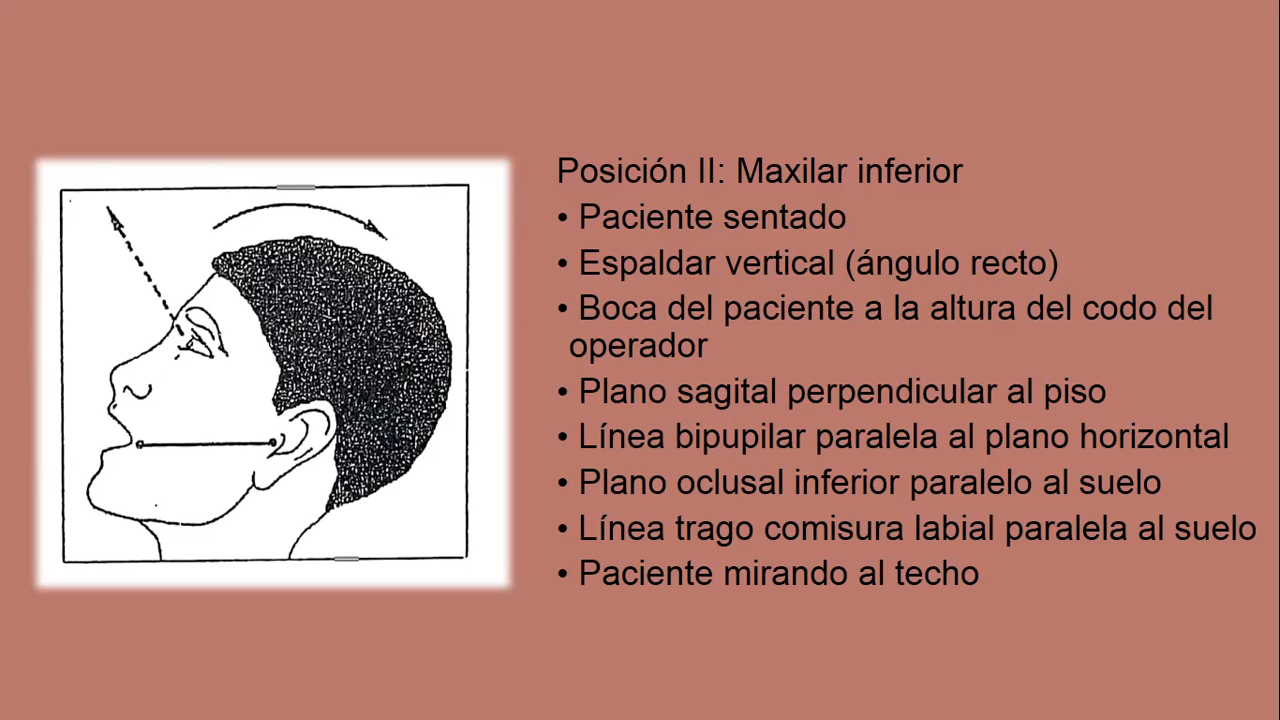 Posición II: Maxilar inferior
• Paciente sentado
• Espaldar vertical (ángulo recto)
• Boca del paciente a la altura del codo del
operador
• Plano sagital perpendicular al piso
• Línea bipupilar paralela al plano horizontal
• Plano oclusal inferior paralelo al suelo
• Línea trago comisura labial paralela al suelo
• Paciente mirando al techo